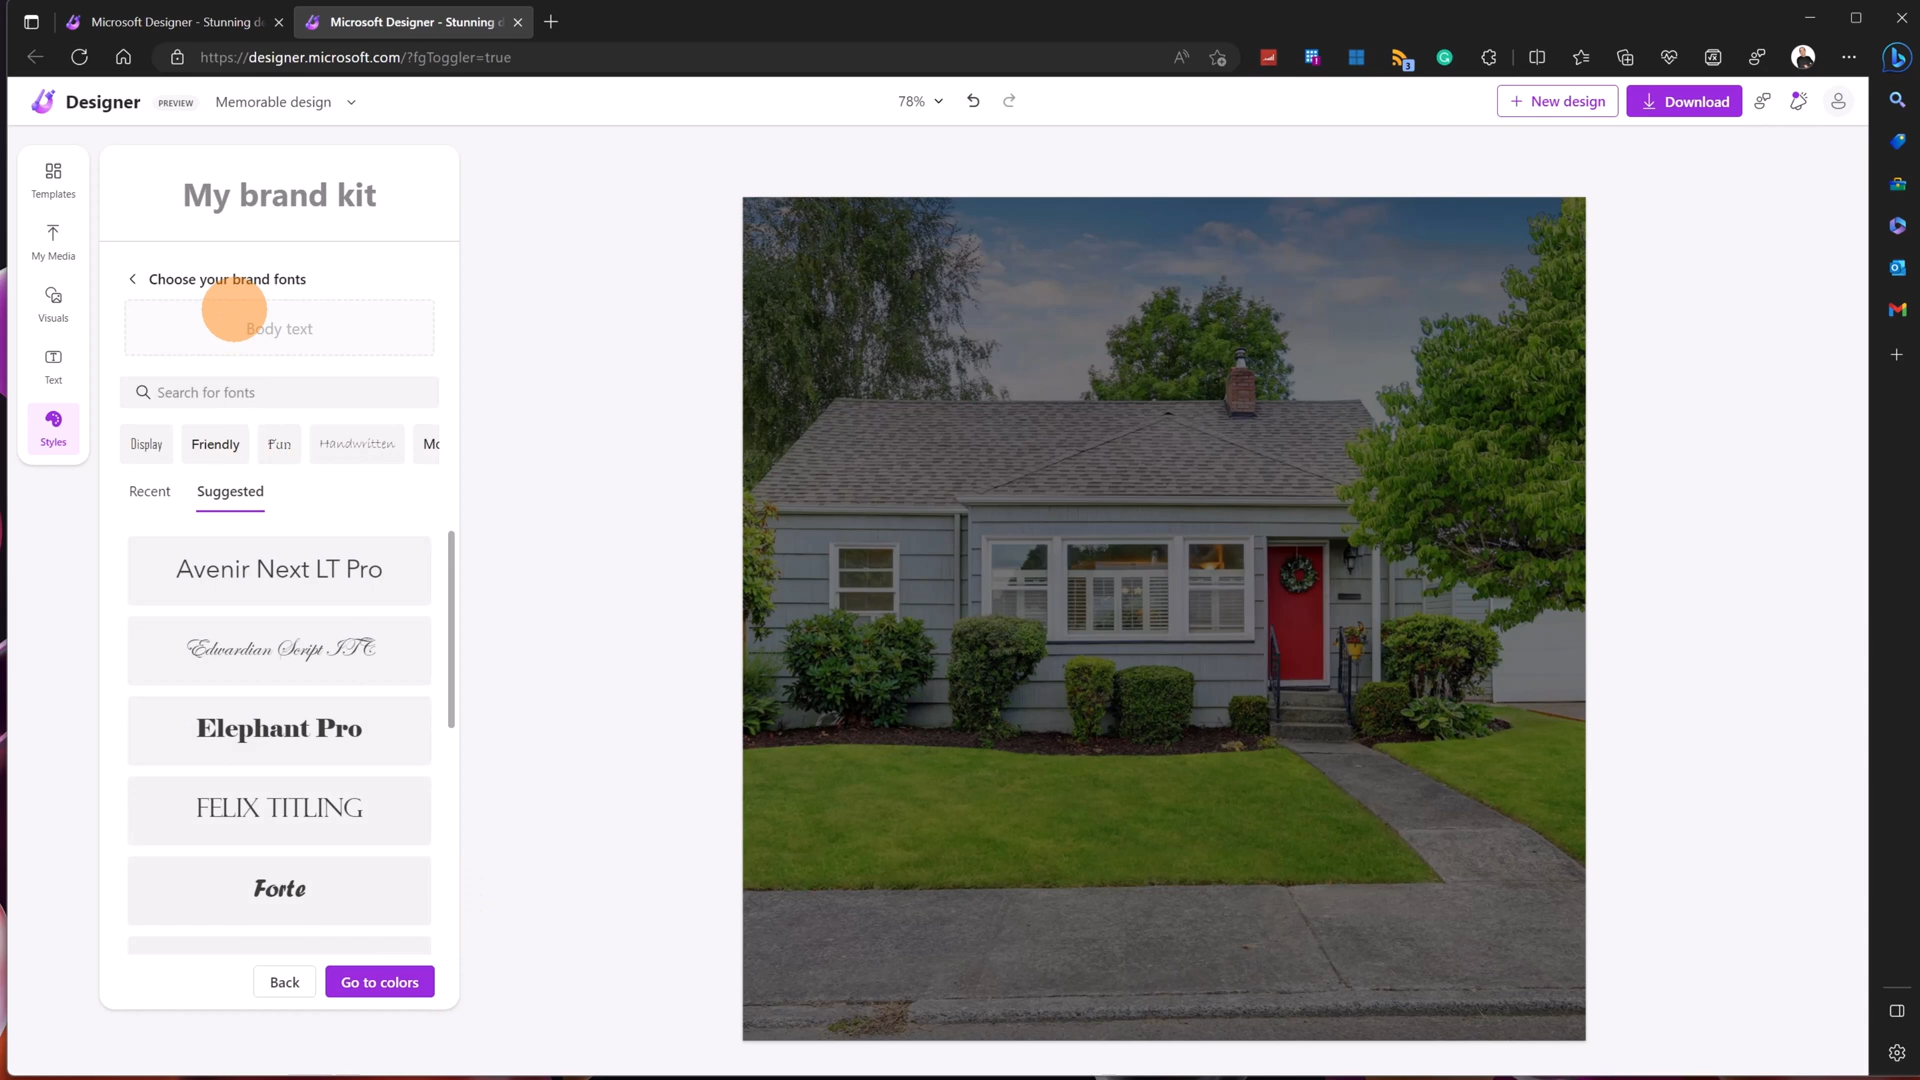 Microsoft Designer - Stunning d
Microsoft Designer - Stunning d
https://designer.microsoft.com/?fgToggler=true
3
1
Designer
PREVIEW
Memorable design
78%
New design
Download
Templates
My Media
Visuals
Text
Styles
My brand kit
Choose your brand fonts
Body text
Search for fonts
Display
Friendly
Fun
Handwritten
Mo
Recent
Suggested
Avenir Next LT Pro
Edwardian Script ITC
Elephant Pro
FELIX TITLING
Forte
Back
Go to colors